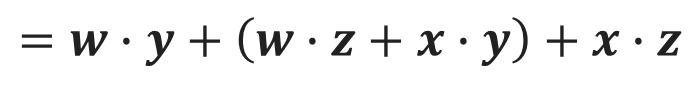 = w · y + (w · z + x · y) + x · z